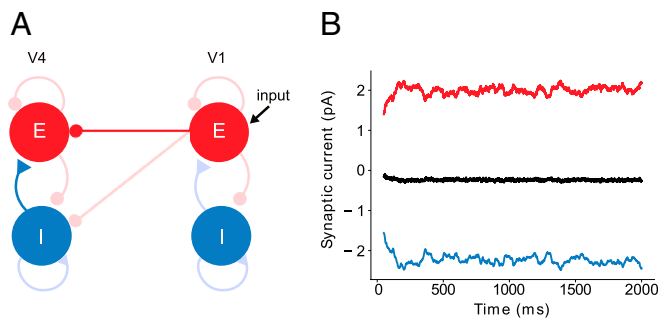 A
V4
V1
E
E
input
I
I
B
Synaptic current (pA)
2
1
0
−1
−2
0
500
1000
1500
2000
Time (ms)